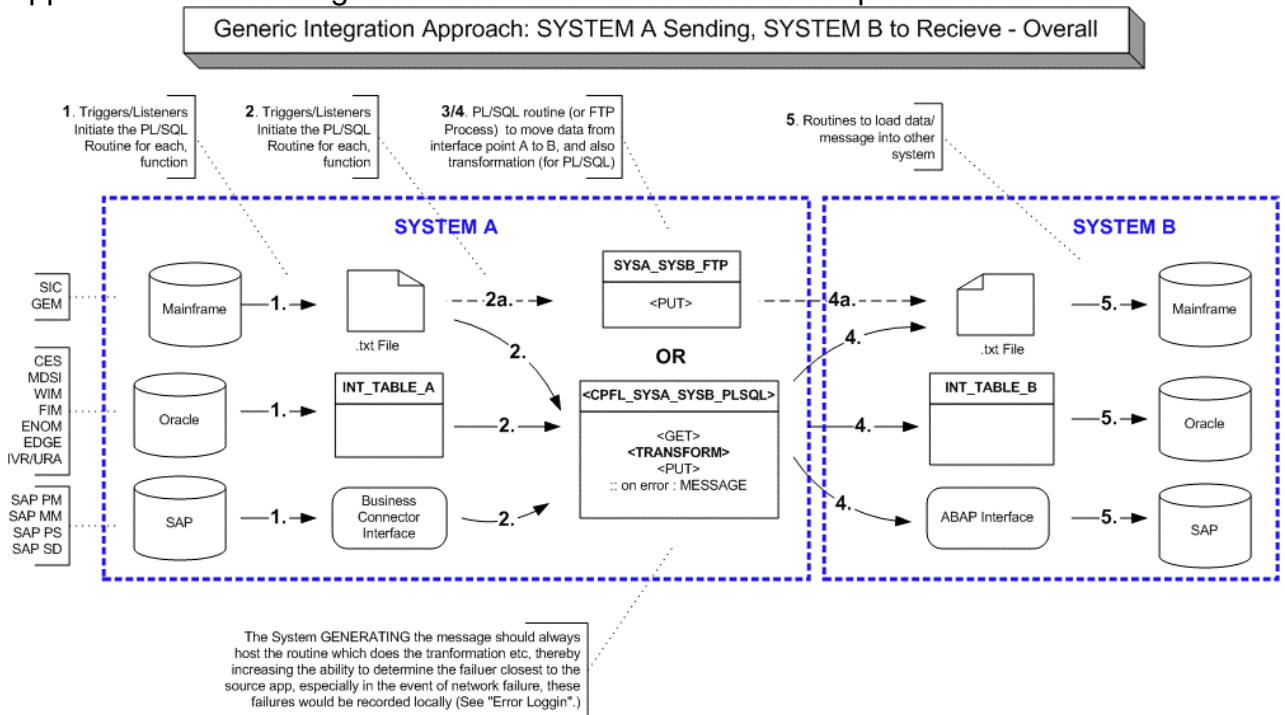 Generic Integration Approach: SYSTEM A Sending, SYSTEM B to Recieve - Overall
1. Triggers/Listeners
Initiate the PL/SQL
Routine for each,
function
2. Triggers/Listeners
Initiate the PL/SQL
Routine for each,
function
3/4. PL/SQL routine (or FTP
Process) to move data from
interface point A to B, and also
transformation (for PL/SQL)
5. Routines to load data/
message into other
system
SYSTEM A
SYSTEM B
SIC
GEM
Mainframe
1.
.txt File
2a.
SYSA_SYSB_FTP
<PUT>
4a.
.txt File
5.
Mainframe
2.
OR
4.
CES
MDSI
WIM
FIM
ENOM
EDGE
IVR/URA
Oracle
1.
INT_TABLE_A
2.
<CPFL_SYSA_SYSB_PLSQL>
<GET>
<TRANSFORM>
<PUT>
:: on error : MESSAGE
4.
INT_TABLE_B
5.
Oracle
SAP PM
SAP MM
SAP PS
SAP SD
SAP
1.
Business
Connector
Interface
2.
4.
ABAP Interface
5.
SAP
The System GENERATING the message should always
host the routine which does the tranformation etc, thereby
increasing the ability to determine the failuer closest to the
source app, especially in the event of network failure, these
failures would be recorded locally (See "Error Loggin".)